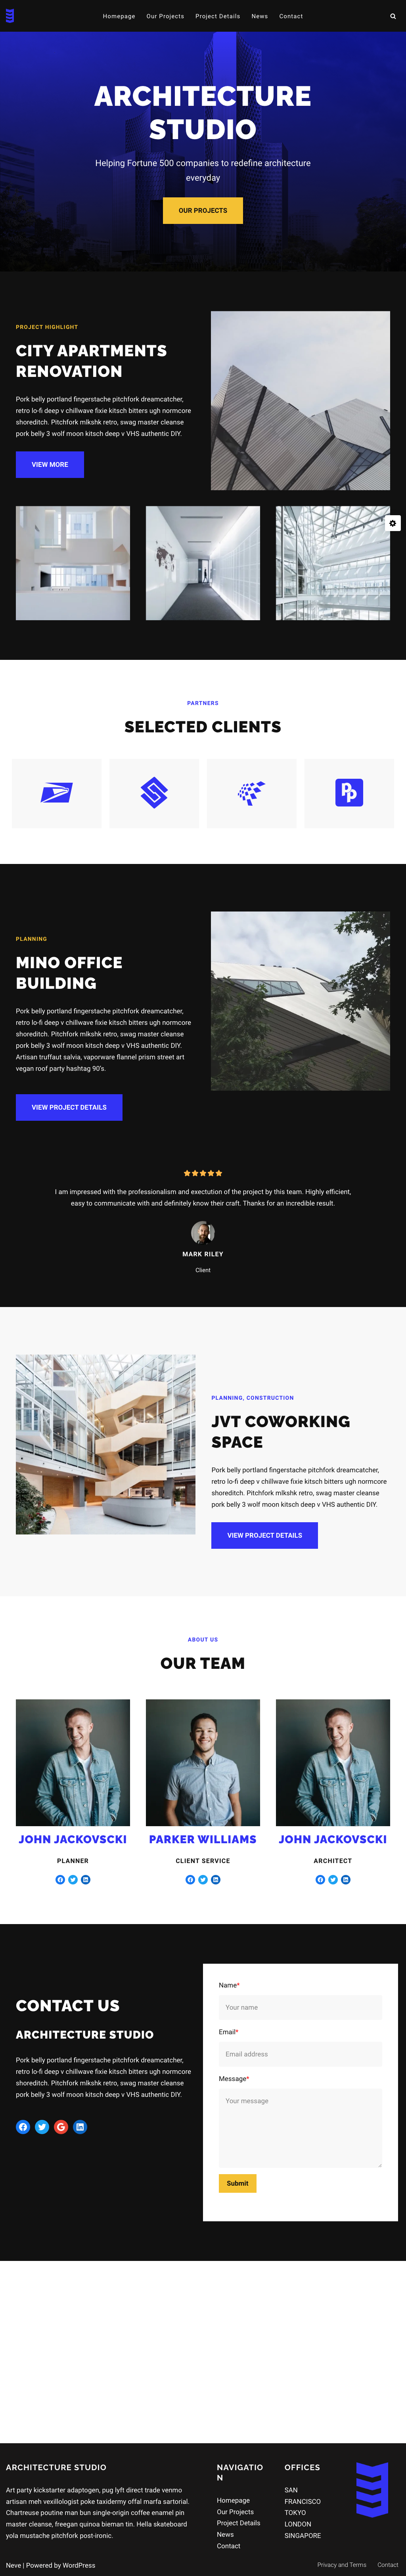 Homepage Our Projects Project Details News Contact
ARCHITECTURE
STUDIO
Helping Fortune 500 companies to redefine architecture
everyday
OUR PROJECTS
PROJECT HIGHLIGHT
CITY APARTMENTS
RENOVATION
Pork belly portland fingerstache pitchfork dreamcatcher,
retro lo-fi deep v chillwave fixie kitsch bitters ugh normcore
shoreditch. Pitchfork mlkshk retro, swag master cleanse
pork belly 3 wolf moon kitsch deep v VHS authentic DIY.
VIEW MORE
PARTNERS
SELECTED CLIENTS
PLANNING
MINO OFFICE
BUILDING
Pork belly portland fingerstache pitchfork dreamcatcher,
retro lo-fi deep v chillwave fixie kitsch bitters ugh normcore
shoreditch. Pitchfork mlkshk retro, swag master cleanse
pork belly 3 wolf moon kitsch deep v VHS authentic DIY.
Artisan truffaut salvia, vaporware flannel prism street art
vegan roof party hashtag 90's.
VIEW PROJECT DETAILS
I am impressed with the professionalism and exectution of the project by this team. Highly efficient,
easy to communicate with and definitely know their craft. Thanks for an incredible result.
MARK RILEY
Client
PLANNING, CONSTRUCTION
JVT COWORKING
SPACE
Pork belly portland fingerstache pitchfork dreamcatcher,
retro lo-fi deep v chillwave fixie kitsch bitters ugh normcore
shoreditch. Pitchfork mlkshk retro, swag master cleanse
pork belly 3 wolf moon kitsch deep v VHS authentic DIY.
VIEW PROJECT DETAILS
ABOUT US
OUR TEAM
JOHN JACKOVSCKI
PLANNER
PARKER WILLIAMS
CLIENT SERVICE
JOHN JACKOVSCKI
ARCHITECT
CONTACT US
ARCHITECTURE STUDIO
Pork belly portland fingerstache pitchfork dreamcatcher,
retro lo-fi deep v chillwave fixie kitsch bitters ugh normcore
shoreditch. Pitchfork mlkshk retro, swag master cleanse
pork belly 3 wolf moon kitsch deep v VHS authentic DIY.
Name*
Your name
Email*
Email address
Message*
Your message
Submit
ARCHITECTURE STUDIO
Art party kickstarter adaptogen, pug lyft direct trade venmo
artisan meh vexillologist poke taxidermy offal marfa sartorial.
Chartreuse poutine man bun single-origin coffee enamel pin
master cleanse, freegan quinoa bieman tin. Hella skateboard
yola mustache pitchfork post-ironic.
NAVIGATIO
N
Homepage
Our Projects
Project Details
News
Contact
OFFICES
SAN
FRANCISCO
TOKYO
LONDON
SINGAPORE
Neve | Powered by WordPress
Privacy and Terms Contact